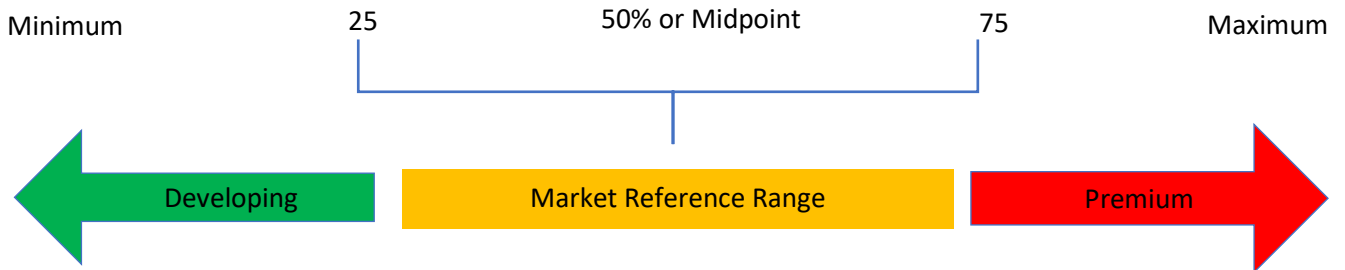 Minimum
25
50% or Midpoint
75
Maximum
Developing
Market Reference Range
Premium